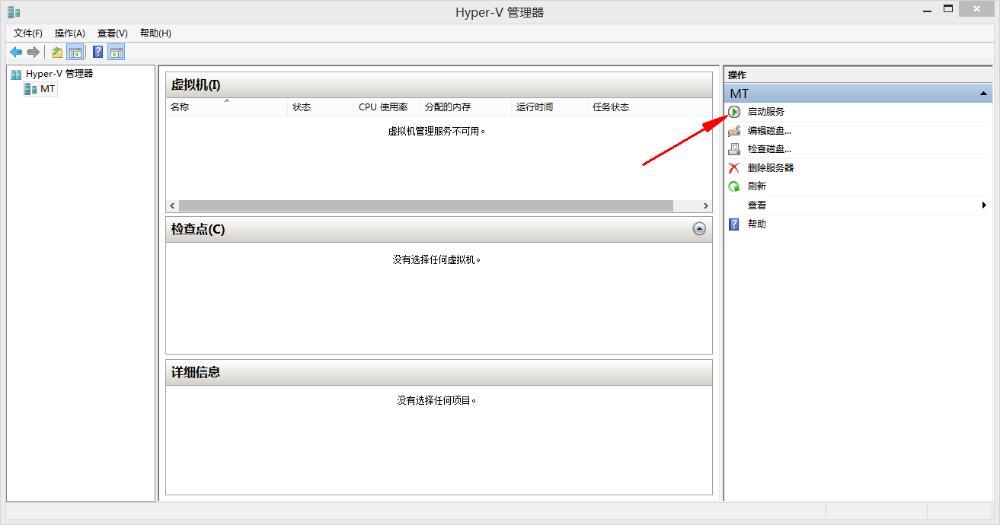 Hyper-V 管理器
文件(F) 操作(A) 查看(V) 帮助(H)
Hyper-V 管理器
MT
虚拟机(I)
名称 状态 CPU 使用率 分配的内存 运行时间 任务状态
虚拟机管理服务不可用。
检查点(C)
没有选择任何虚拟机。
详细信息
没有选择任何项目。
操作
MT
启动服务
编辑磁盘...
检查磁盘...
删除服务器
刷新
查看
帮助